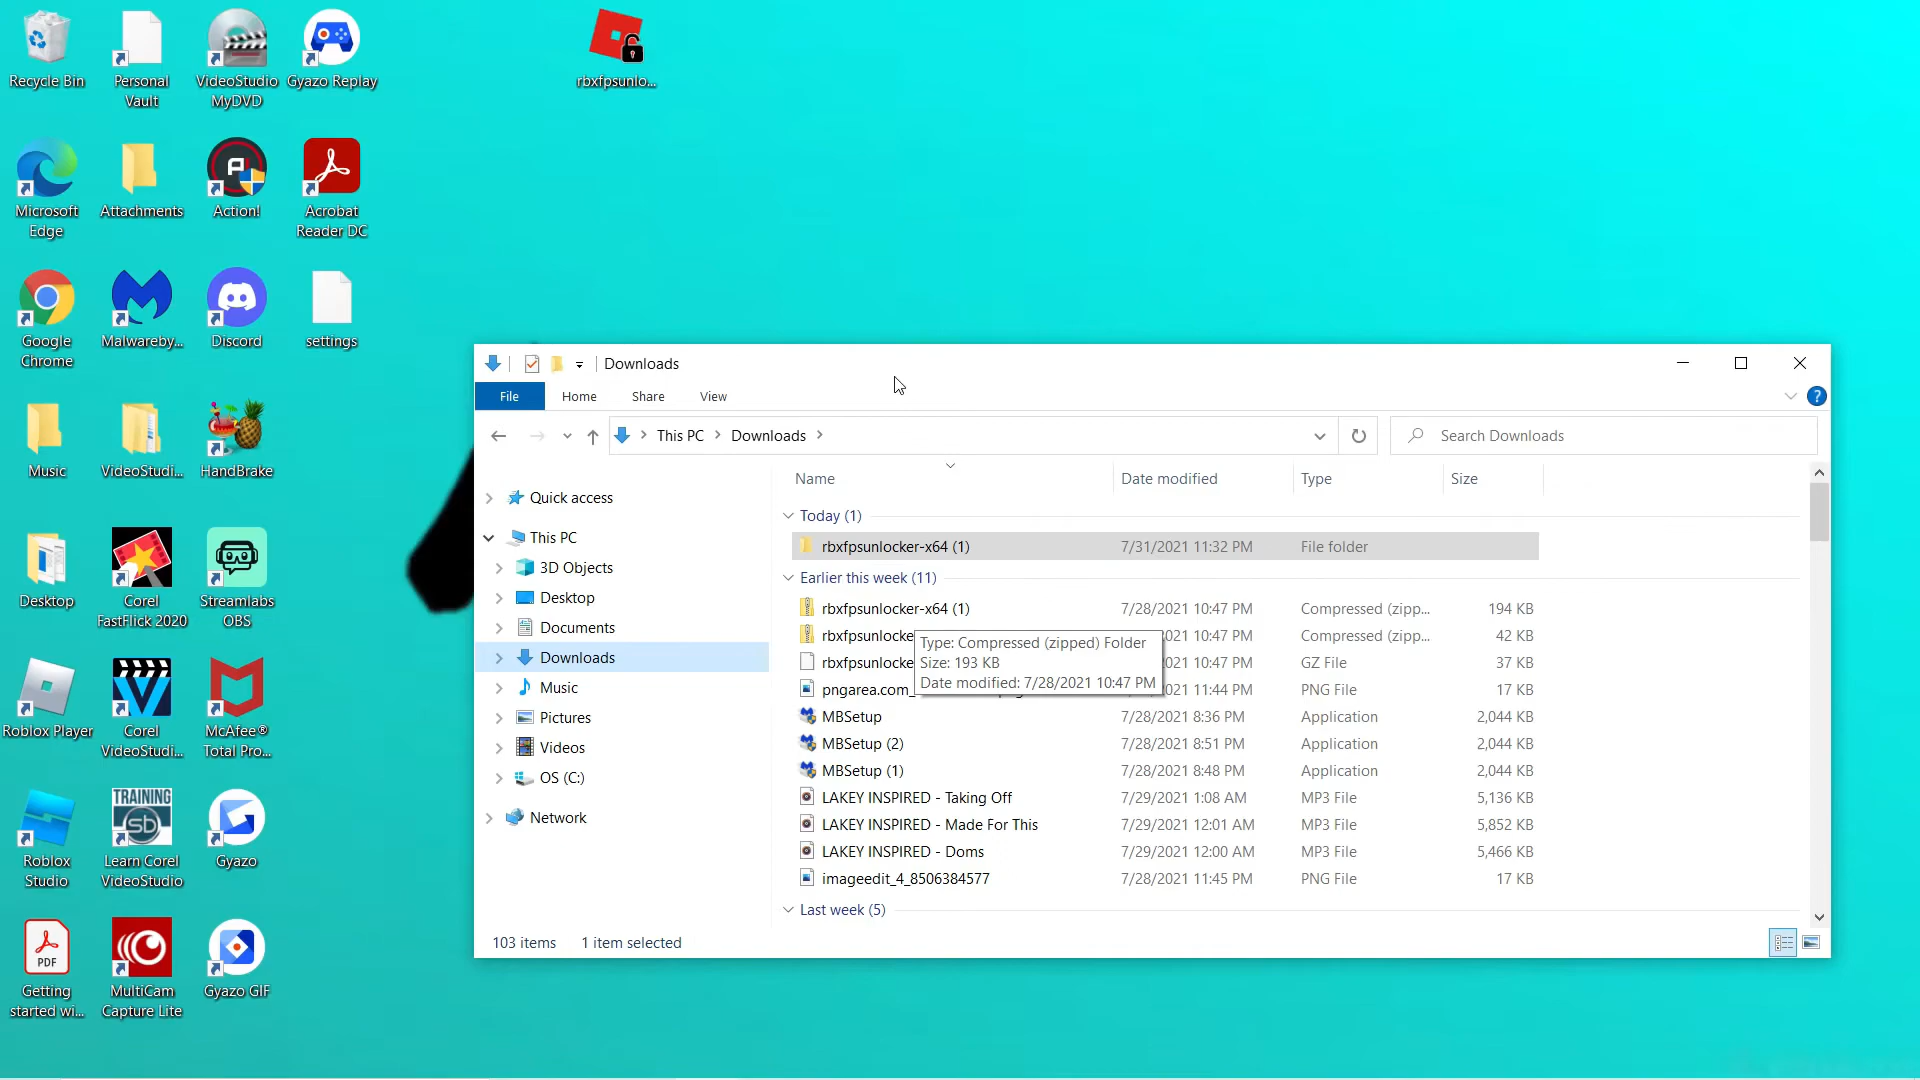 Recycle Bin
Personal
Vault
VideoStudio
MyDVD
Gyazo Replay
rbxfpsunlo...
Microsoft
Edge
Attachments
Action!
Acrobat
Reader DC
Google
Chrome
Malwareby...
Discord
settings
Music
VideoStudi...
HandBrake
Desktop
Corel
FastFlick 2020
Streamlabs
OBS
Roblox Player
Corel
VideoStudi...
McAfee®
Total Pro...
Roblox
Studio
TRAINING
sb
Learn Corel
VideoStudio
Gyazo
PDF
Getting
started wi...
MultiCam
Capture Lite
Gyazo GIF
Downloads
File Home Share View
?
This PC Downloads
Search Downloads
Name Date modified Type Size
Quick access
This PC
3D Objects
Desktop
Documents
Downloads
Music
Pictures
Videos
OS (C:)
Network
Today (1)
rbxfpsunlocker-x64 (1) 7/31/2021 11:32 PM File folder
Earlier this week (11)
rbxfpsunlocker-x64 (1) 7/28/2021 10:47 PM Compressed (zipp... 194 KB
rbxfpsunlocke 021 10:47 PM Compressed (zipp... 42 KB
rbxfpsunlocke 021 10:47 PM GZ File 37 KB
pngarea.com_ 021 11:44 PM PNG File 17 KB
Type: Compressed (zipped) Folder
Size: 193 KB
Date modified: 7/28/2021 10:47 PM
MBSetup 7/28/2021 8:36 PM Application 2,044 KB
MBSetup (2) 7/28/2021 8:51 PM Application 2,044 KB
MBSetup (1) 7/28/2021 8:48 PM Application 2,044 KB
LAKEY INSPIRED - Taking Off 7/29/2021 1:08 AM MP3 File 5,136 KB
LAKEY INSPIRED - Made For This 7/29/2021 12:01 AM MP3 File 5,852 KB
LAKEY INSPIRED - Doms 7/29/2021 12:00 AM MP3 File 5,466 KB
imageedit_4_8506384577 7/28/2021 11:45 PM PNG File 17 KB
Last week (5)
103 items 1 item selected